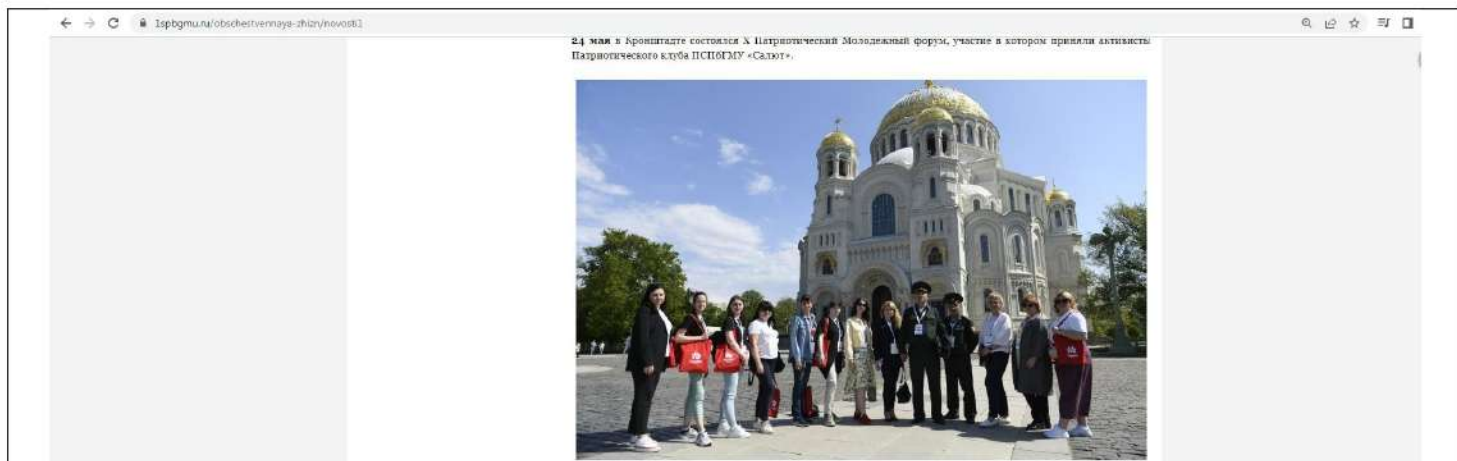 1spbgmu.ru/obschestvennaya-zhizn/novosti1
24 мая в Кронштадте состоялся X Патриотический Молодежный форум, участие в котором приняли активисты
Патриотического клуба ПСПбГМУ «Салют».